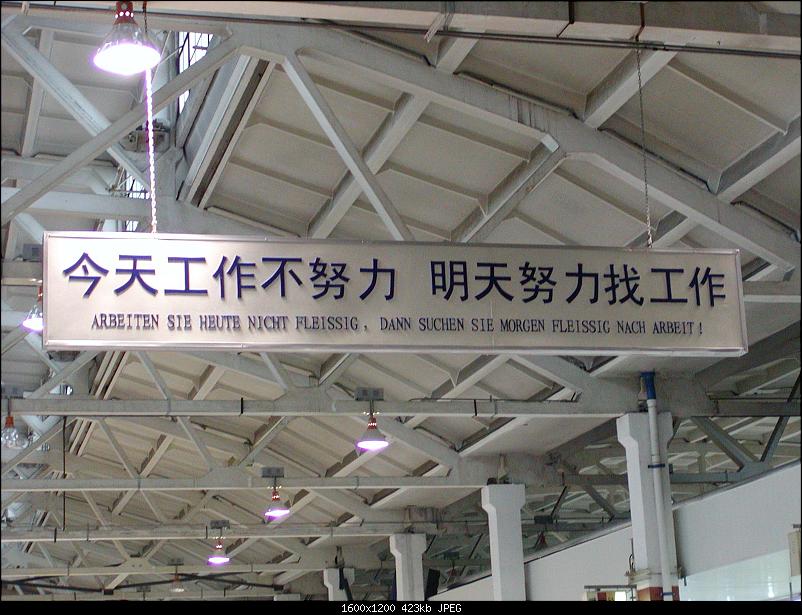 今天工作不努力 明天努力找工作
ARBEITEN SIE HEUTE NICHT FLEISSIG, DANN SUCHEN SIE MORGEN FLEISSIG NACH ARBEIT!
1600x1200 423kb JPEG